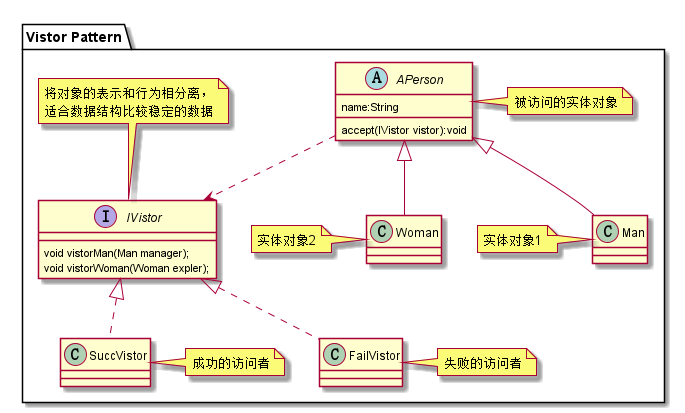 Vistor Pattern
将对象的表示和行为相分离，
适合数据结构比较稳定的数据
A APerson
name:String
accept(IVistor vistor):void
被访问的实体对象
I IVistor
void vistorMan(Man manager);
void vistorWoman(Woman expler);
实体对象2
C Woman
实体对象1
C Man
C SuccVistor
成功的访问者
C FailVistor
失败的访问者